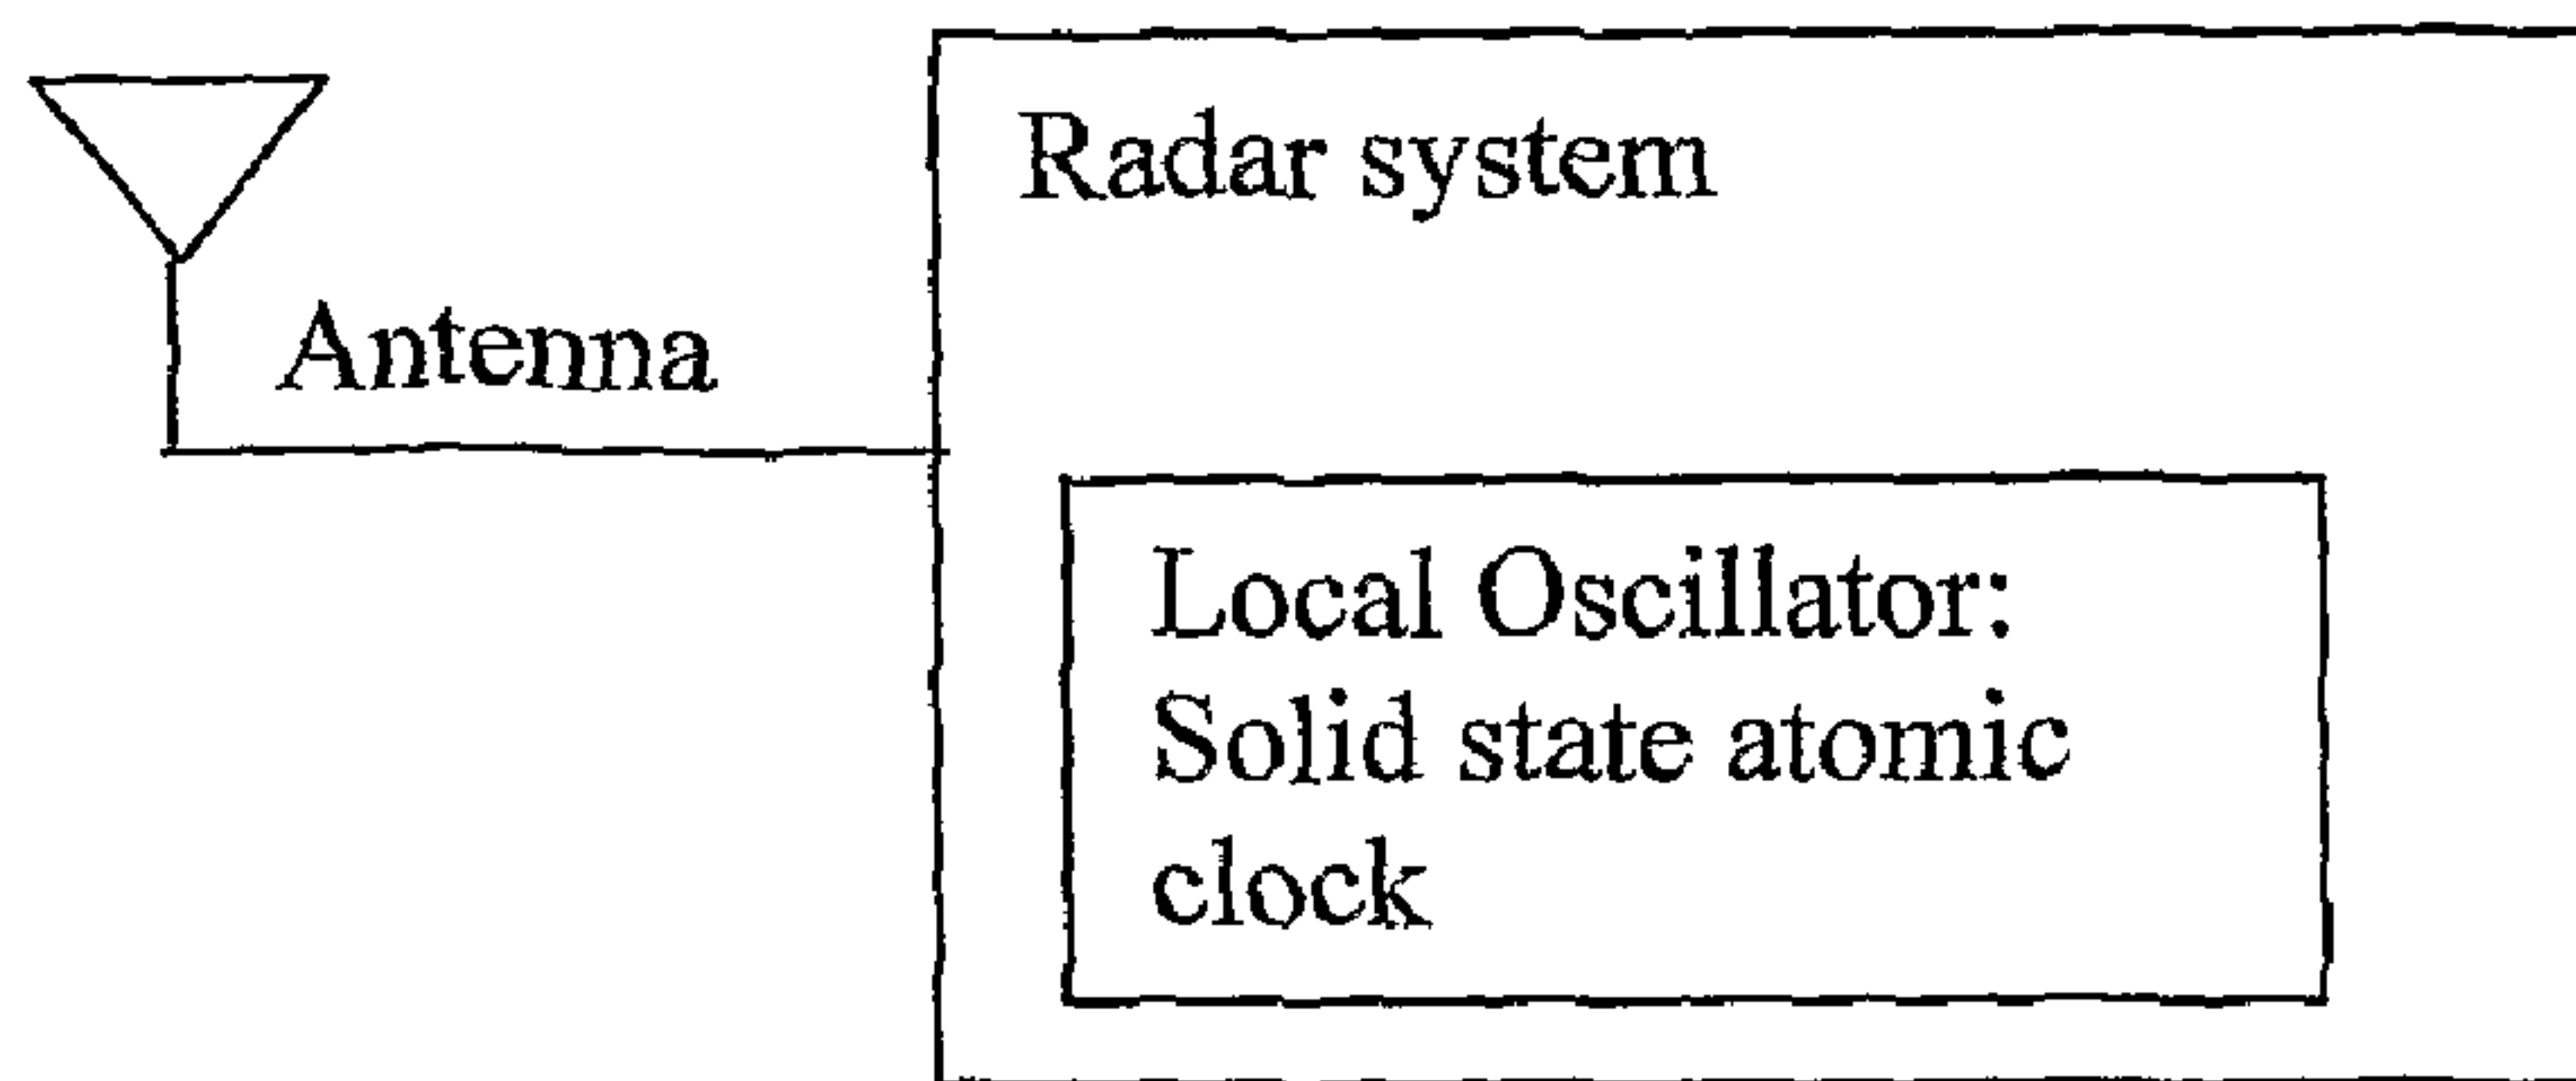 Radar system
Antenna
Local Oscillator:
Solid state atomic
clock